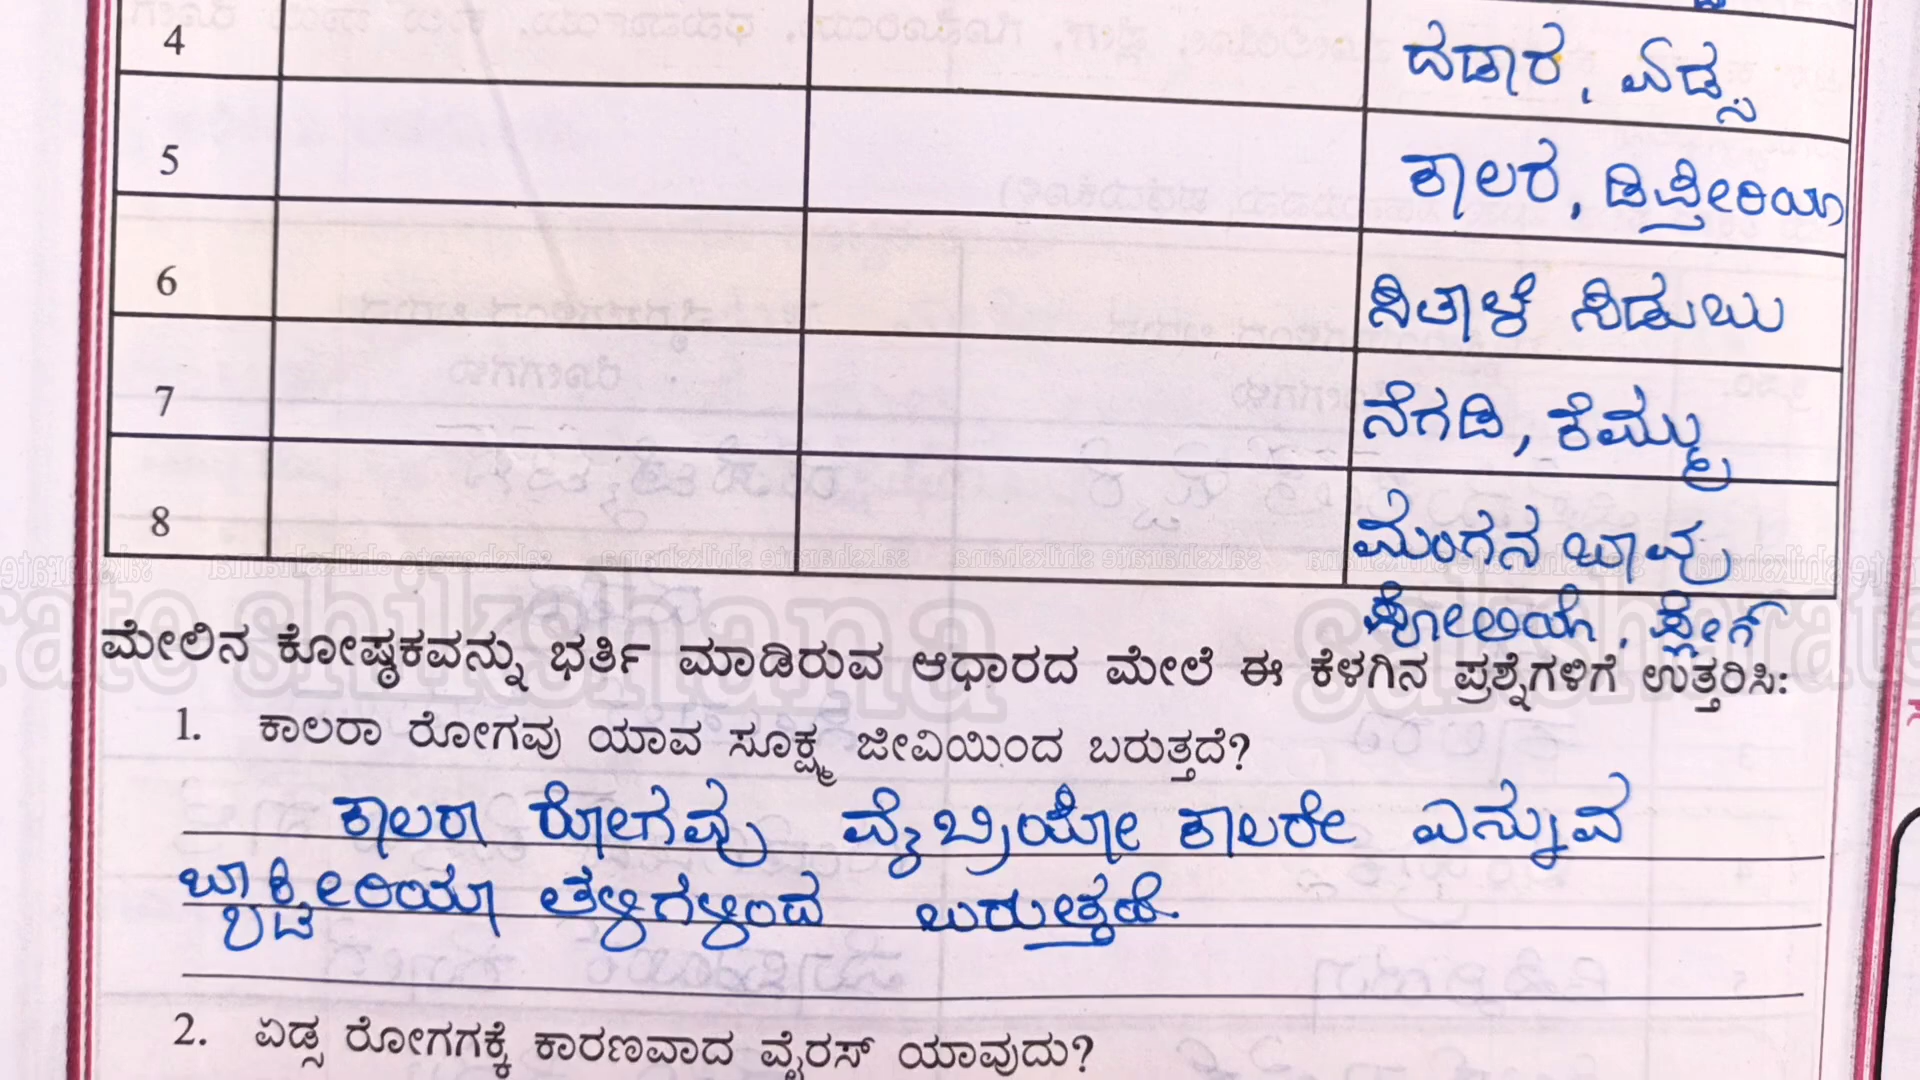 4 ದಡಾರ, ಏಡ್ಸ
5 ಕಾಲರ, ಡಿಪ್ತೀರಿಯಾ
6 ಸಿತಾಳೆ ಸಿಡುಬು
7 ನೆಗಡಿ, ಕೆಮ್ಮು
8 ಮಂಗನ ಬಾವು
ಪೋಲಿಯೊ, ಪ್ಲೇಗ್
ಮೇಲಿನ ಕೋಷ್ಠಕವನ್ನು ಭರ್ತಿ ಮಾಡಿರುವ ಆಧಾರದ ಮೇಲೆ ಈ ಕೆಳಗಿನ ಪ್ರಶ್ನೆಗಳಿಗೆ ಉತ್ತರಿಸಿ:
1. ಕಾಲರಾ ರೋಗವು ಯಾವ ಸೂಕ್ಷ್ಮ ಜೀವಿಯಿಂದ ಬರುತ್ತದೆ?
ಕಾಲರಾ ರೋಗವು ವೈಬ್ರಿಯೋ ಕಾಲರೇ ಎನ್ನುವ
ಬ್ಯಾಕ್ಟೀರಿಯಾ ತಳಿಗಳಿಂದ ಬರುತ್ತದೆ.
2. ಏಡ್ಸ ರೋಗಗಕ್ಕೆ ಕಾರಣವಾದ ವೈರಸ್ ಯಾವುದು?